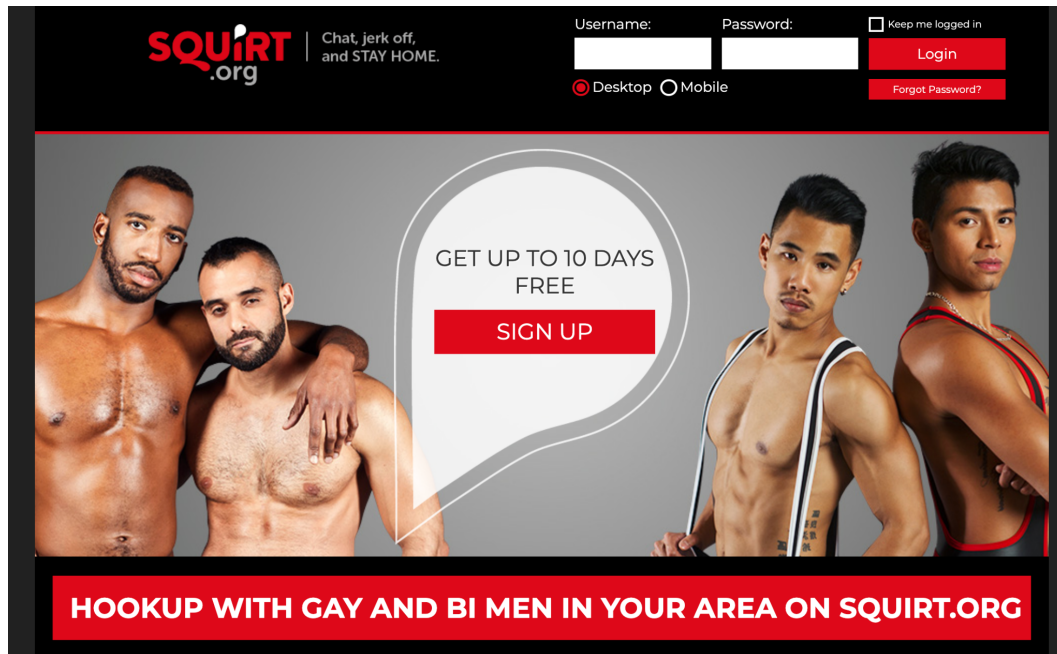 SQUIRT
.org
Chat, jerk off,
and STAY HOME.
Username:
Password:
Keep me logged in
Login
Desktop
Mobile
Forgot Password?
GET UP TO 10 DAYS
FREE
SIGN UP
HOOKUP WITH GAY AND BI MEN IN YOUR AREA ON SQUIRT.ORG